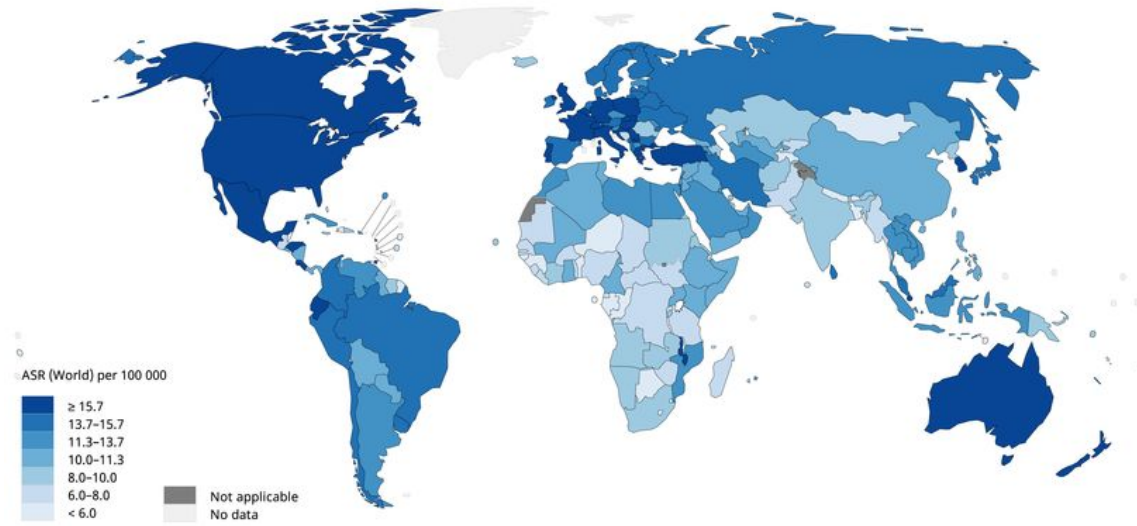 ASR (World) per 100 000
≥ 15.7
13.7–15.7
11.3–13.7
10.0–11.3
8.0–10.0
6.0–8.0
< 6.0
Not applicable
No data